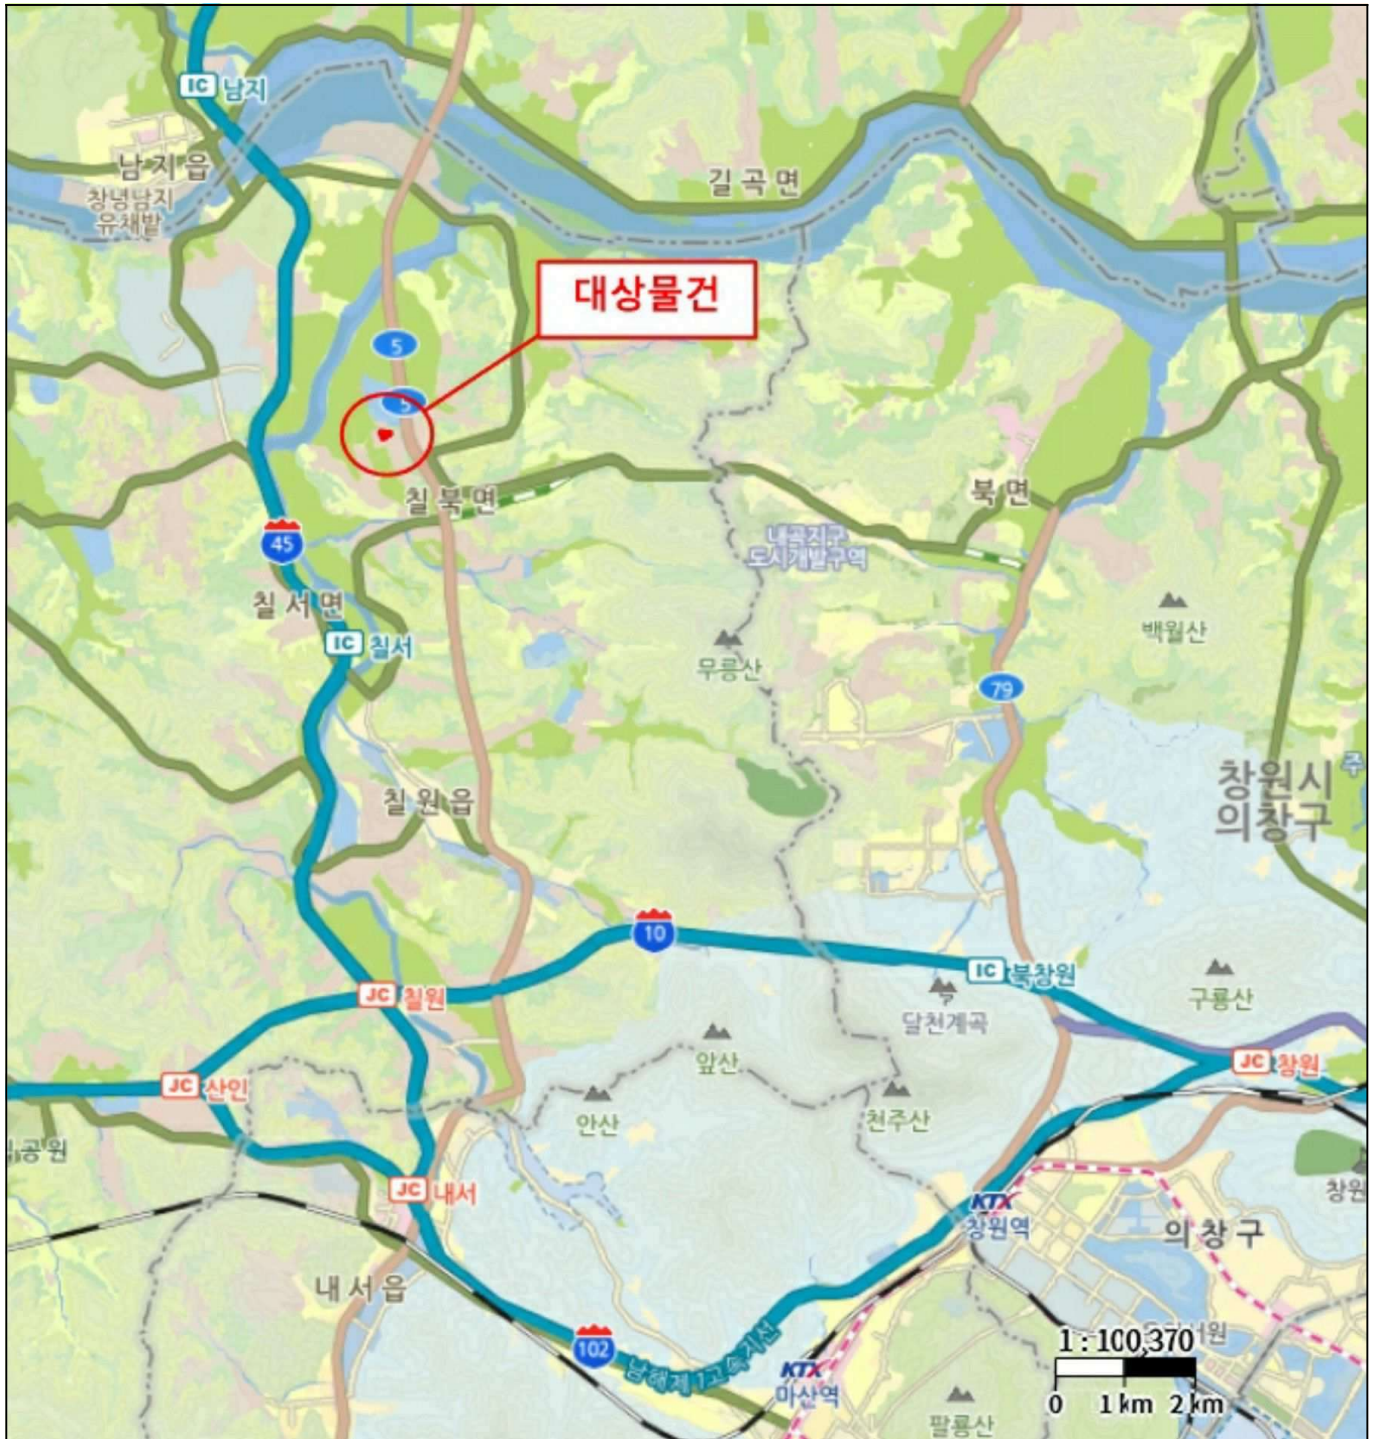 IC 남지
남지읍
창녕남지
유채밭
길곡면
대상물건
5
5
칠북면
북면
내곡지구
도시개발구역
45
칠서면
IC 칠서
백월산
무릉산
79
창원시
의창구
주
칠원읍
10
IC 북창원
JC 칠원
구룡산
달천계곡
앞산
JC 산인
JC 창원
안산
천주산
공원
JC 내서
창원
KTX
창원역
의창구
내서읍
102
남해제1고속지선
KTX
마산역
1 : 100,370
0 1 km 2 km
팔룡산